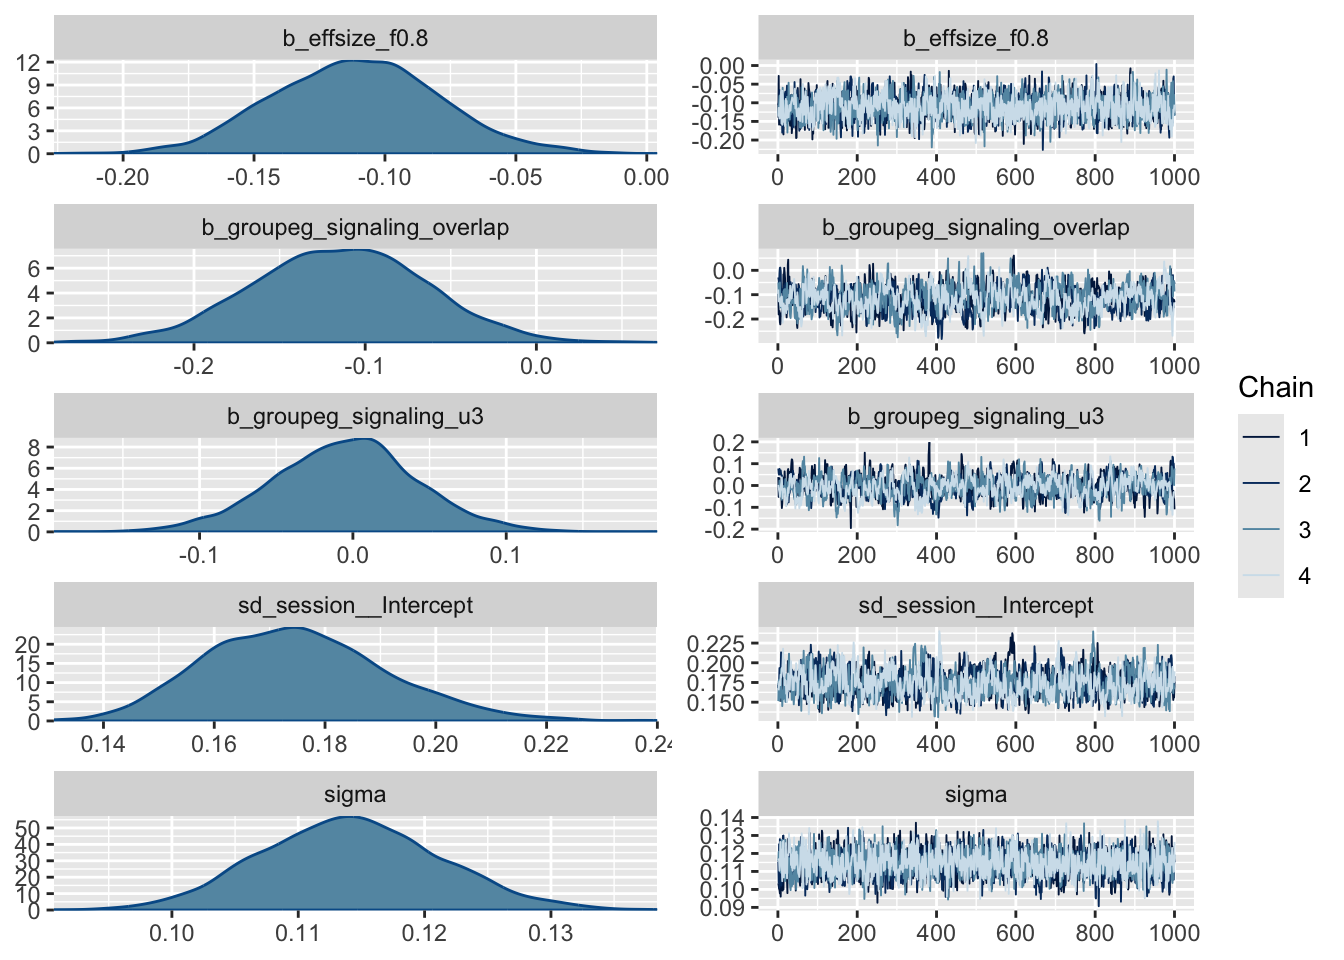 b_effsize_f0.8
12
9
6
3
0
-0.20 -0.15 -0.10 -0.05 0.00
b_effsize_f0.8
0.00
-0.05
-0.10
-0.15
-0.20
0 200 400 600 800 1000
b_groupeg_signaling_overlap
6
4
2
0
-0.2 -0.1 0.0
b_groupeg_signaling_overlap
0.0
-0.1
-0.2
0 200 400 600 800 1000
b_groupeg_signaling_u3
8
6
4
2
0
-0.1 0.0 0.1
b_groupeg_signaling_u3
0.2
0.1
0.0
-0.1
-0.2
0 200 400 600 800 1000
sd_session__Intercept
20
15
10
5
0
0.14 0.16 0.18 0.20 0.22 0.24
sd_session__Intercept
0.225
0.200
0.175
0.150
0 200 400 600 800 1000
sigma
50
40
30
20
10
0
0.10 0.11 0.12 0.13
sigma
0.14
0.13
0.12
0.11
0.10
0.09
0 200 400 600 800 1000
Chain
1
2
3
4